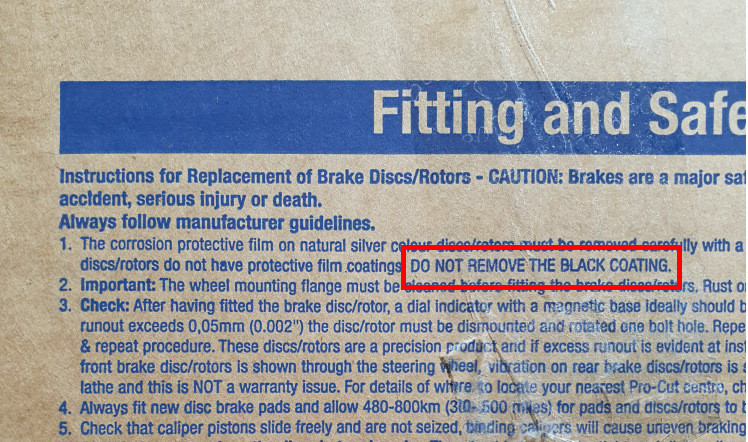 Fitting and Safe
Instructions for Replacement of Brake Discs/Rotors - CAUTION: Brakes are a major saf
accident, serious injury or death.
Always follow manufacturer guidelines.
1. The corrosion protective film on natural silver colour discs/rotors must be removed carefully with a
discs/rotors do not have protective film coatings. DO NOT REMOVE THE BLACK COATING.
2. Important: The wheel mounting flange must be cleaned before fitting the brake discs/rotors. Rust or
3. Check: After having fitted the brake disc/rotor, a dial indicator with a magnetic base ideally should b
runout exceeds 0,05mm (0.002") the disc/rotor must be dismounted and rotated one bolt hole. Repe
& repeat procedure. These discs/rotors are a precision product and if excess runout is evident at inst
front brake disc/rotors is shown through the steering wheel, vibration on rear brake discs/rotors is s
lathe and this is NOT a warranty issue. For details of where to locate your nearest Pro-Cut centre, ch
4. Always fit new disc brake pads and allow 480-800km (300-500 miles) for pads and discs/rotors to b
5. Check that caliper pistons slide freely and are not seized, binding calipers will cause uneven braking